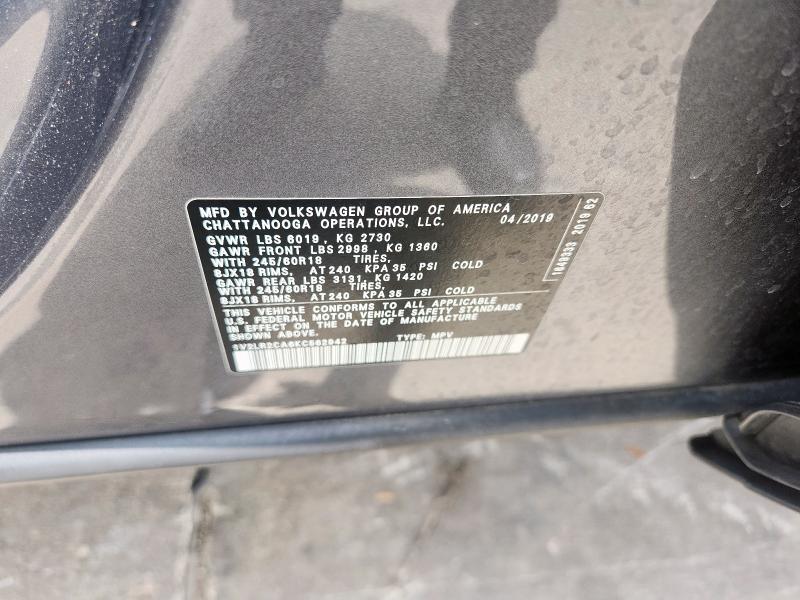 MFD BY VOLKSWAGEN GROUP OF AMERICA
CHATTANOOGA OPERATIONS, LLC. 04/2019
GVWR LBS 6019 , KG 2730
GAWR FRONT LBS 2998 , KG 1360
WITH 245/60R18 TIRES,
8JX18 RIMS, AT 240 KPA 35 PSI COLD
GAWR REAR LBS 3131, KG 1420
WITH 245/60R18 TIRES,
8JX18 RIMS, AT 240 KPA 35 PSI COLD
THIS VEHICLE CONFORMS TO ALL APPLICABLE
U.S. FEDERAL MOTOR VEHICLE SAFETY STANDARDS
IN EFFECT ON THE DATE OF MANUFACTURE
SHOWN ABOVE.
1V2LR2CA6KC562942 TYPE: MPV
2019 62